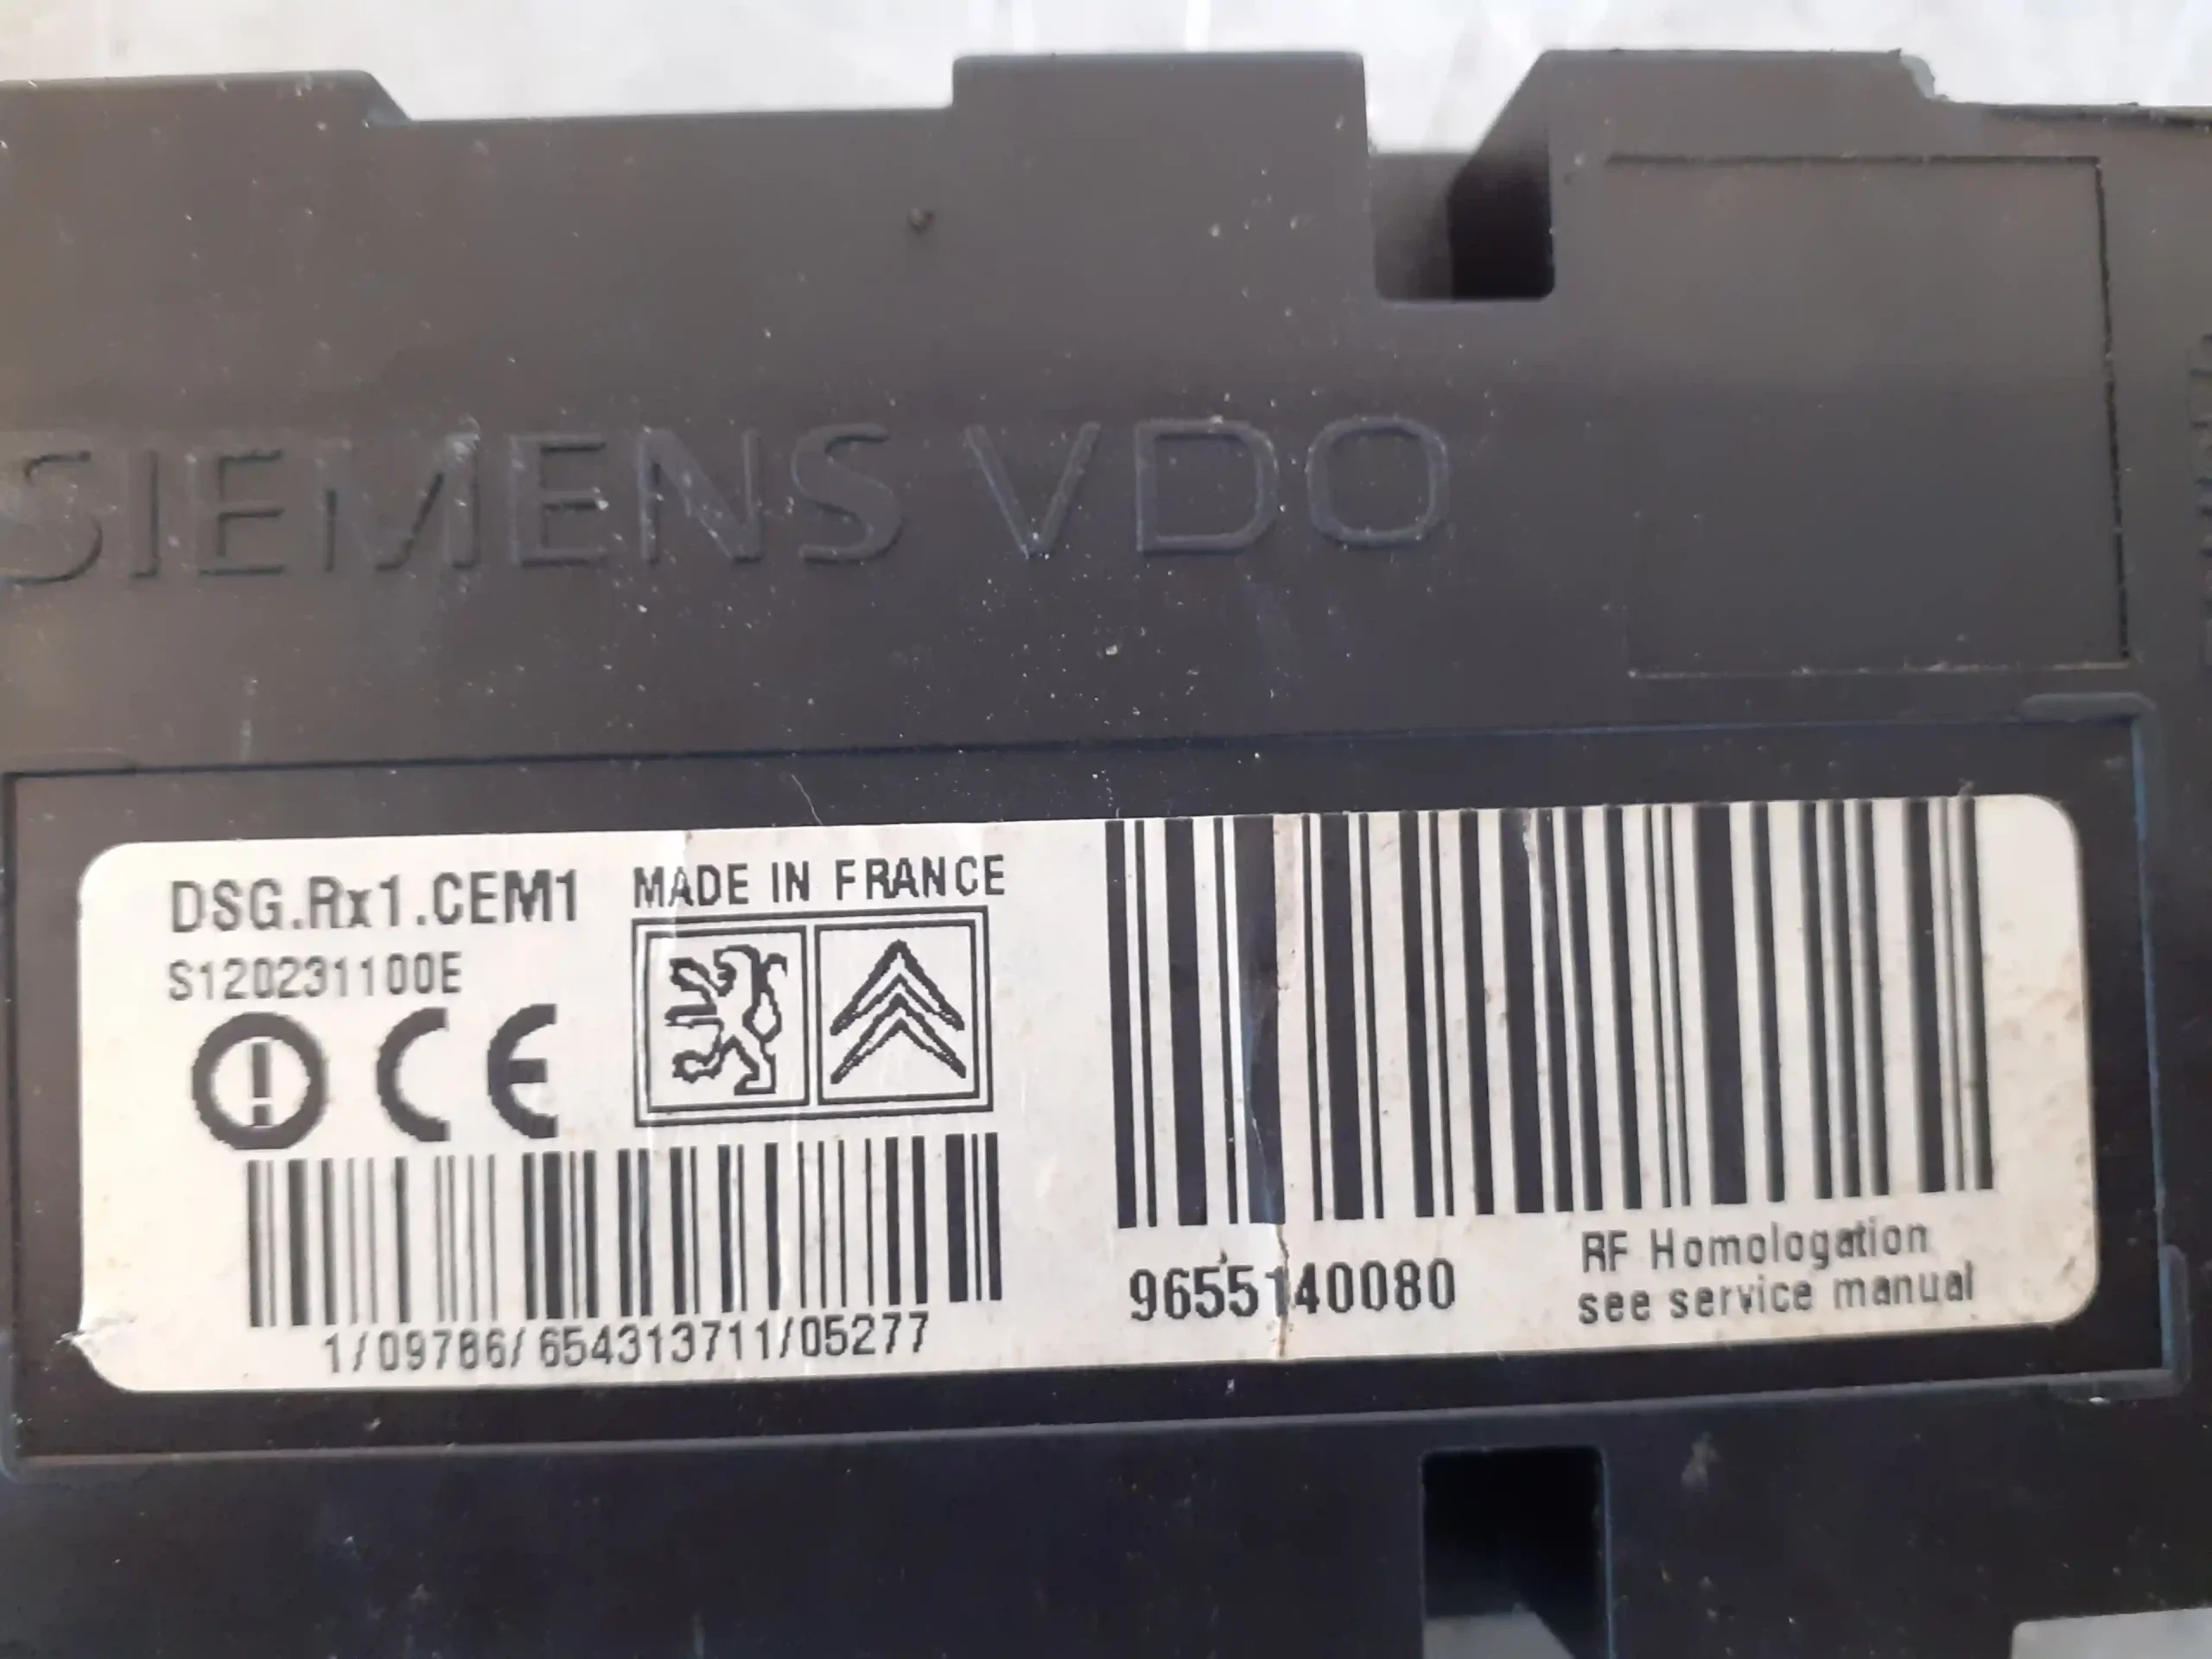 SIEMENS VDO
DSG.Rx1.CEM1
S120231100E
MADE IN FRANCE
CE
1/09786/654313711/05277
9655140080
RF Homologation
see service manual